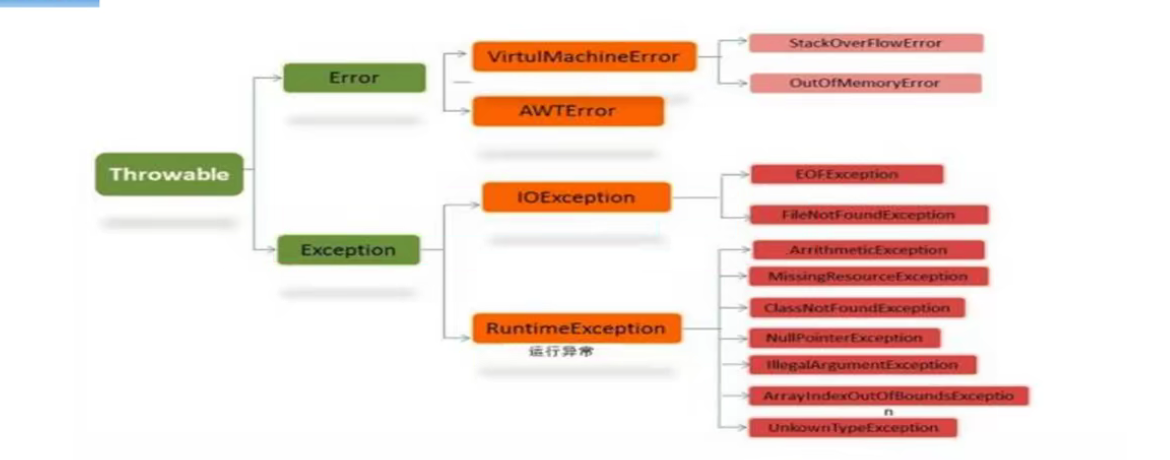 Throwable
Error
VirtulMachineError
StackOverFlowError
OutOfMemoryError
AWTError
Exception
IOException
EOFException
FileNotFoundException
RuntimeException
运行异常
ArrithmeticException
MissingResourceException
ClassNotFoundException
NullPointerException
IllegalArgumentException
ArrayIndexOutOfBoundsExceptio
n
UnkownTypeException